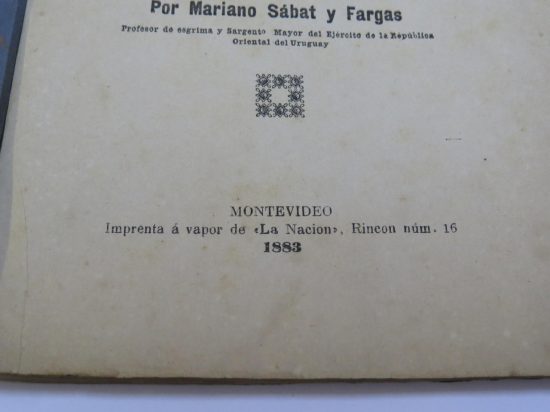 Por Mariano Sábat y Fargas
Profesor de esgrima y Sargento Mayor del Ejército de la República
Oriental del Uruguay
MONTEVIDEO
Imprenta á vapor de «La Nacion», Rincon núm. 16
1883